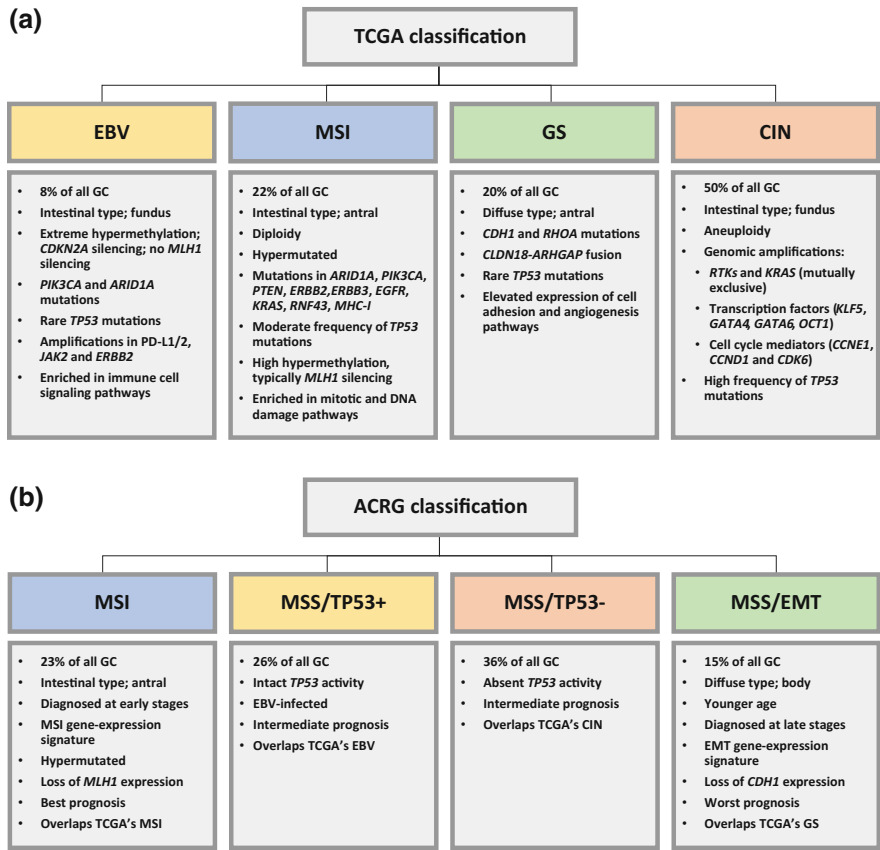 (a)
TCGA classification
EBV
• 8% of all GC
• Intestinal type; fundus
• Extreme hypermethylation;
CDKN2A silencing; no MLH1
silencing
• PIK3CA and ARID1A
mutations
• Rare TP53 mutations
• Amplifications in PD-L1/2,
JAK2 and ERBB2
• Enriched in immune cell
signaling pathways
MSI
• 22% of all GC
• Intestinal type; antral
• Diploidy
• Hypermutated
• Mutations in ARID1A, PIK3CA,
PTEN, ERBB2,ERBB3, EGFR,
KRAS, RNF43, MHC-I
• Moderate frequency of TP53
mutations
• High hypermethylation,
typically MLH1 silencing
• Enriched in mitotic and DNA
damage pathways
GS
• 20% of all GC
• Diffuse type; antral
• CDH1 and RHOA mutations
• CLDN18-ARHGAP fusion
• Rare TP53 mutations
• Elevated expression of cell
adhesion and angiogenesis
pathways
CIN
• 50% of all GC
• Intestinal type; fundus
• Aneuploidy
• Genomic amplifications:
• RTKs and KRAS (mutually
exclusive)
• Transcription factors (KLF5,
GATA4, GATA6, OCT1)
• Cell cycle mediators (CCNE1,
CCND1 and CDK6)
• High frequency of TP53
mutations
(b)
ACRG classification
MSI
• 23% of all GC
• Intestinal type; antral
• Diagnosed at early stages
• MSI gene-expression
signature
• Hypermutated
• Loss of MLH1 expression
• Best prognosis
• Overlaps TCGA's MSI
MSS/TP53+
• 26% of all GC
• Intact TP53 activity
• EBV-infected
• Intermediate prognosis
• Overlaps TCGA's EBV
MSS/TP53-
• 36% of all GC
• Absent TP53 activity
• Intermediate prognosis
• Overlaps TCGA's CIN
MSS/EMT
• 15% of all GC
• Diffuse type; body
• Younger age
• Diagnosed at late stages
• EMT gene-expression
signature
• Loss of CDH1 expression
• Worst prognosis
• Overlaps TCGA's GS